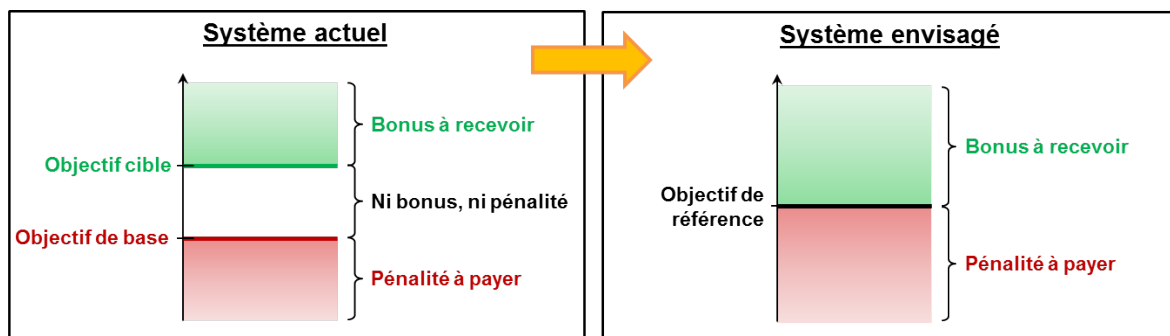 Système actuel
Bonus à recevoir
Objectif cible
Ni bonus, ni pénalité
Objectif de base
Pénalité à payer
Système envisagé
Bonus à recevoir
Objectif de
référence
Pénalité à payer